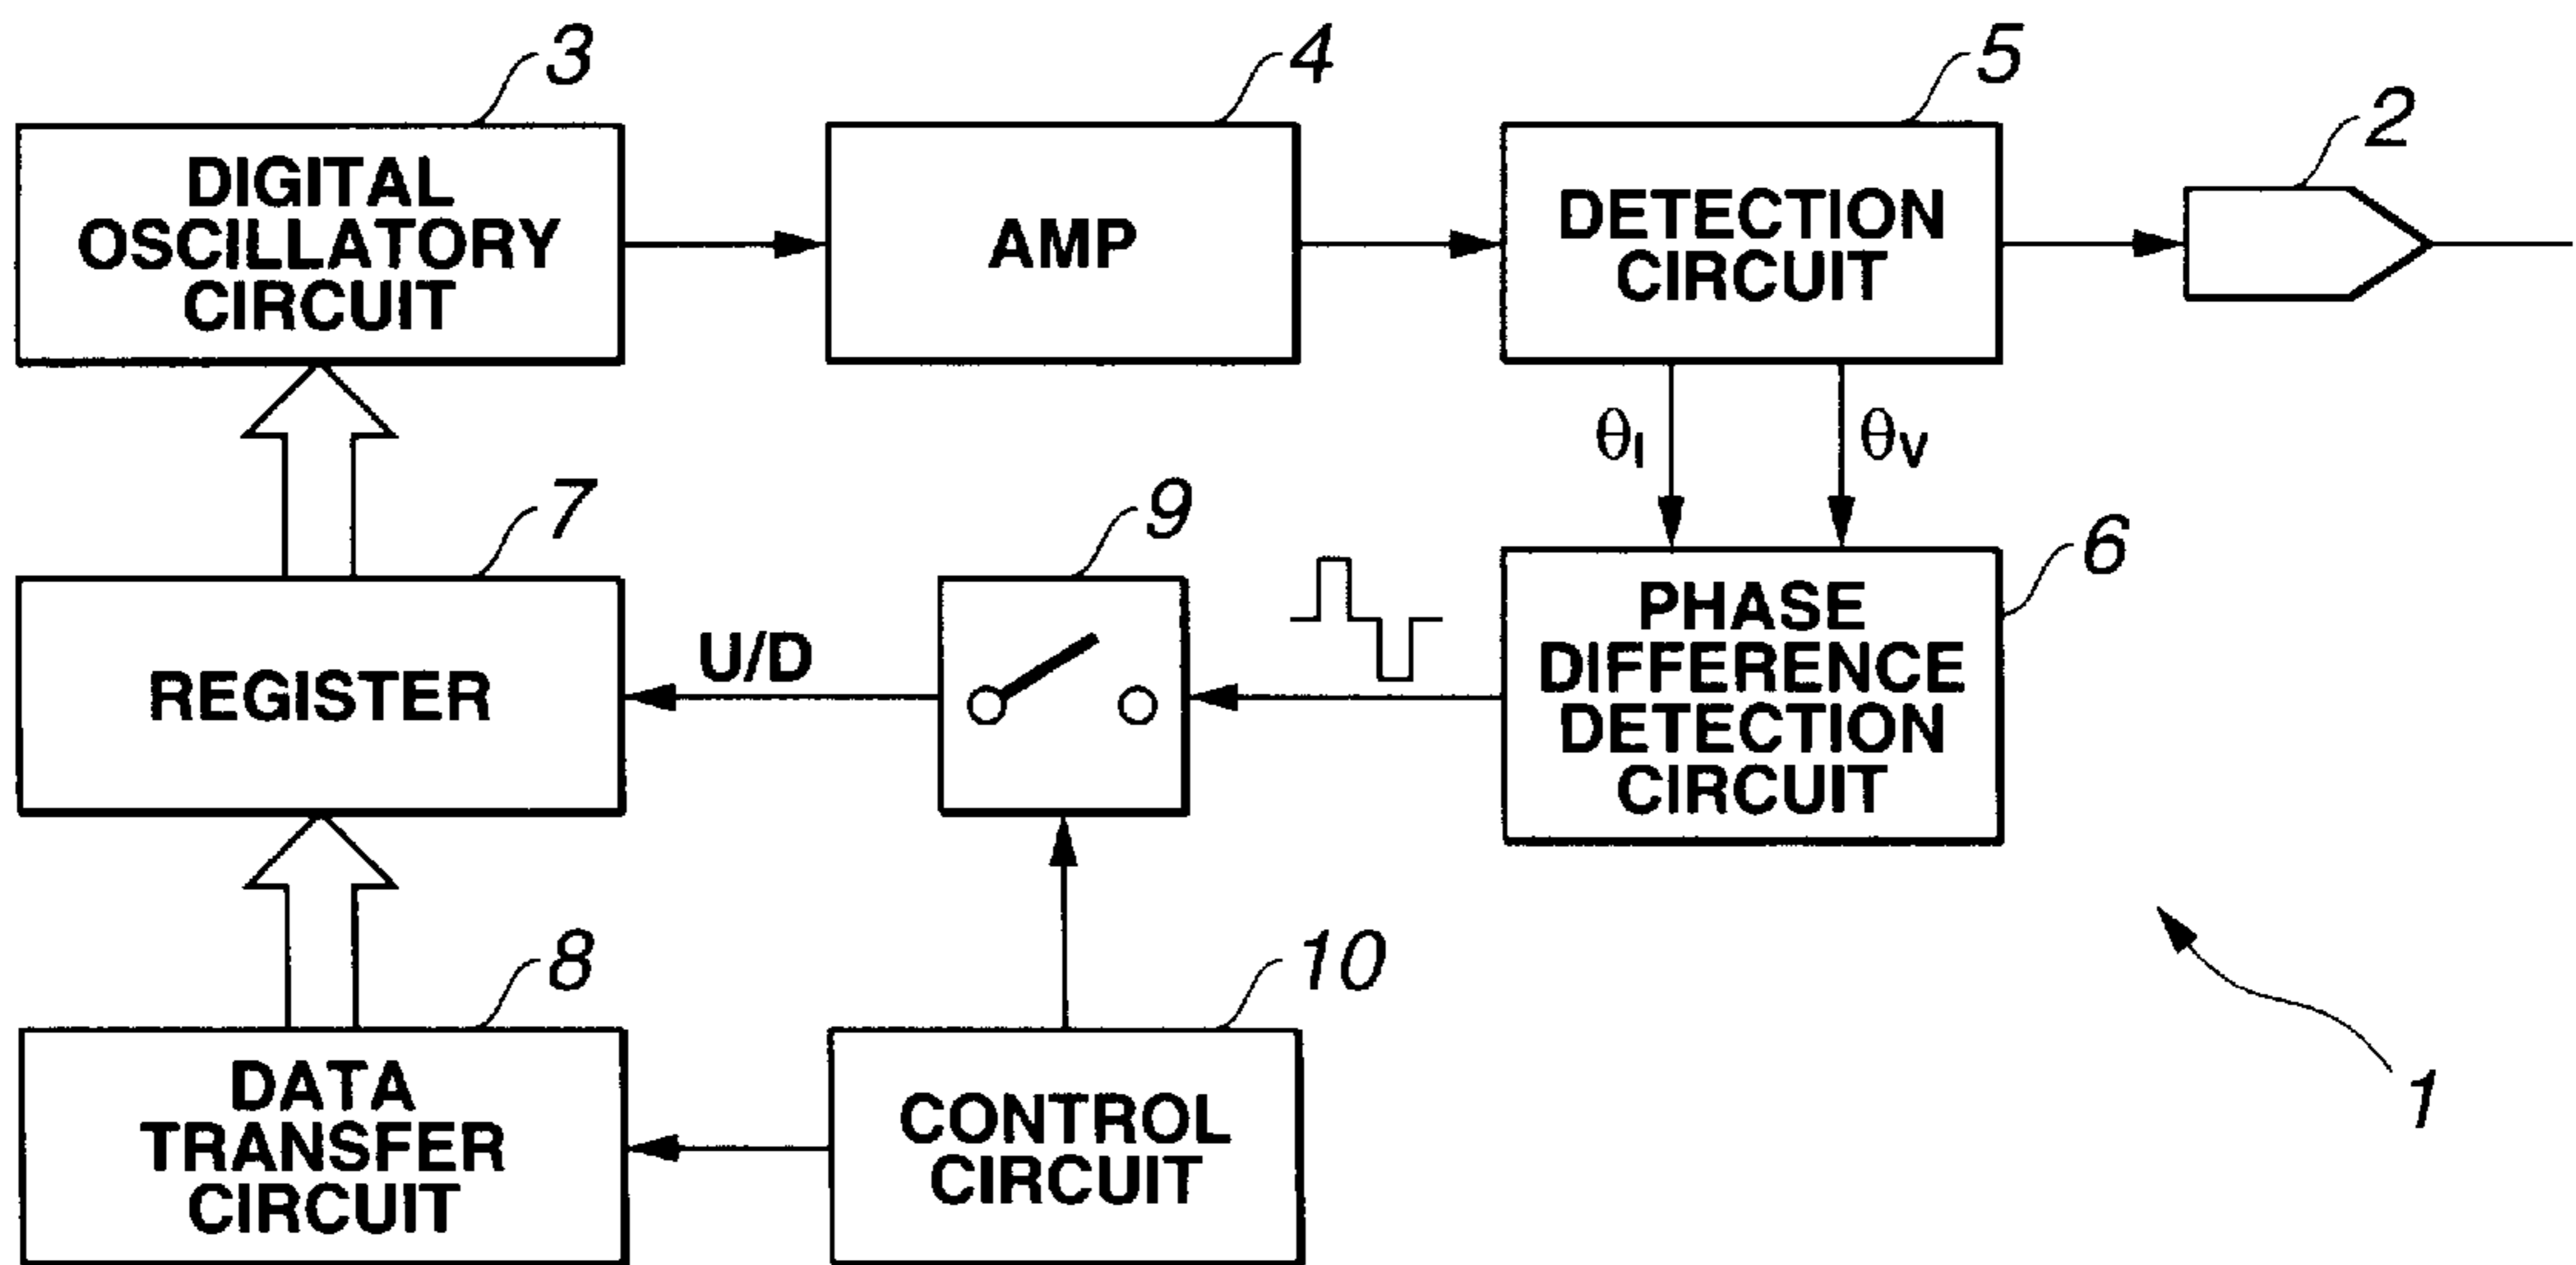 3
4
5
2
DIGITAL
OSCILLATORY
CIRCUIT
AMP
DETECTION
CIRCUIT
θI
θV
7
9
6
REGISTER
U/D
PHASE
DIFFERENCE
DETECTION
CIRCUIT
8
10
1
DATA
TRANSFER
CIRCUIT
CONTROL
CIRCUIT